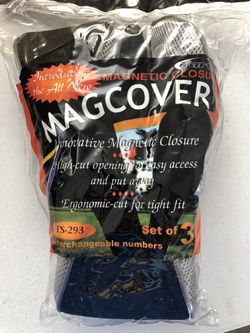 Introducing
the All New
MAGNETIC CLOSU
MAGCOVER
Innovative Magnetic Closure
High-cut opening for easy access
and put away
Ergonomic-cut for tight fit
TS-293
Set of 3
Interchangeable numbers